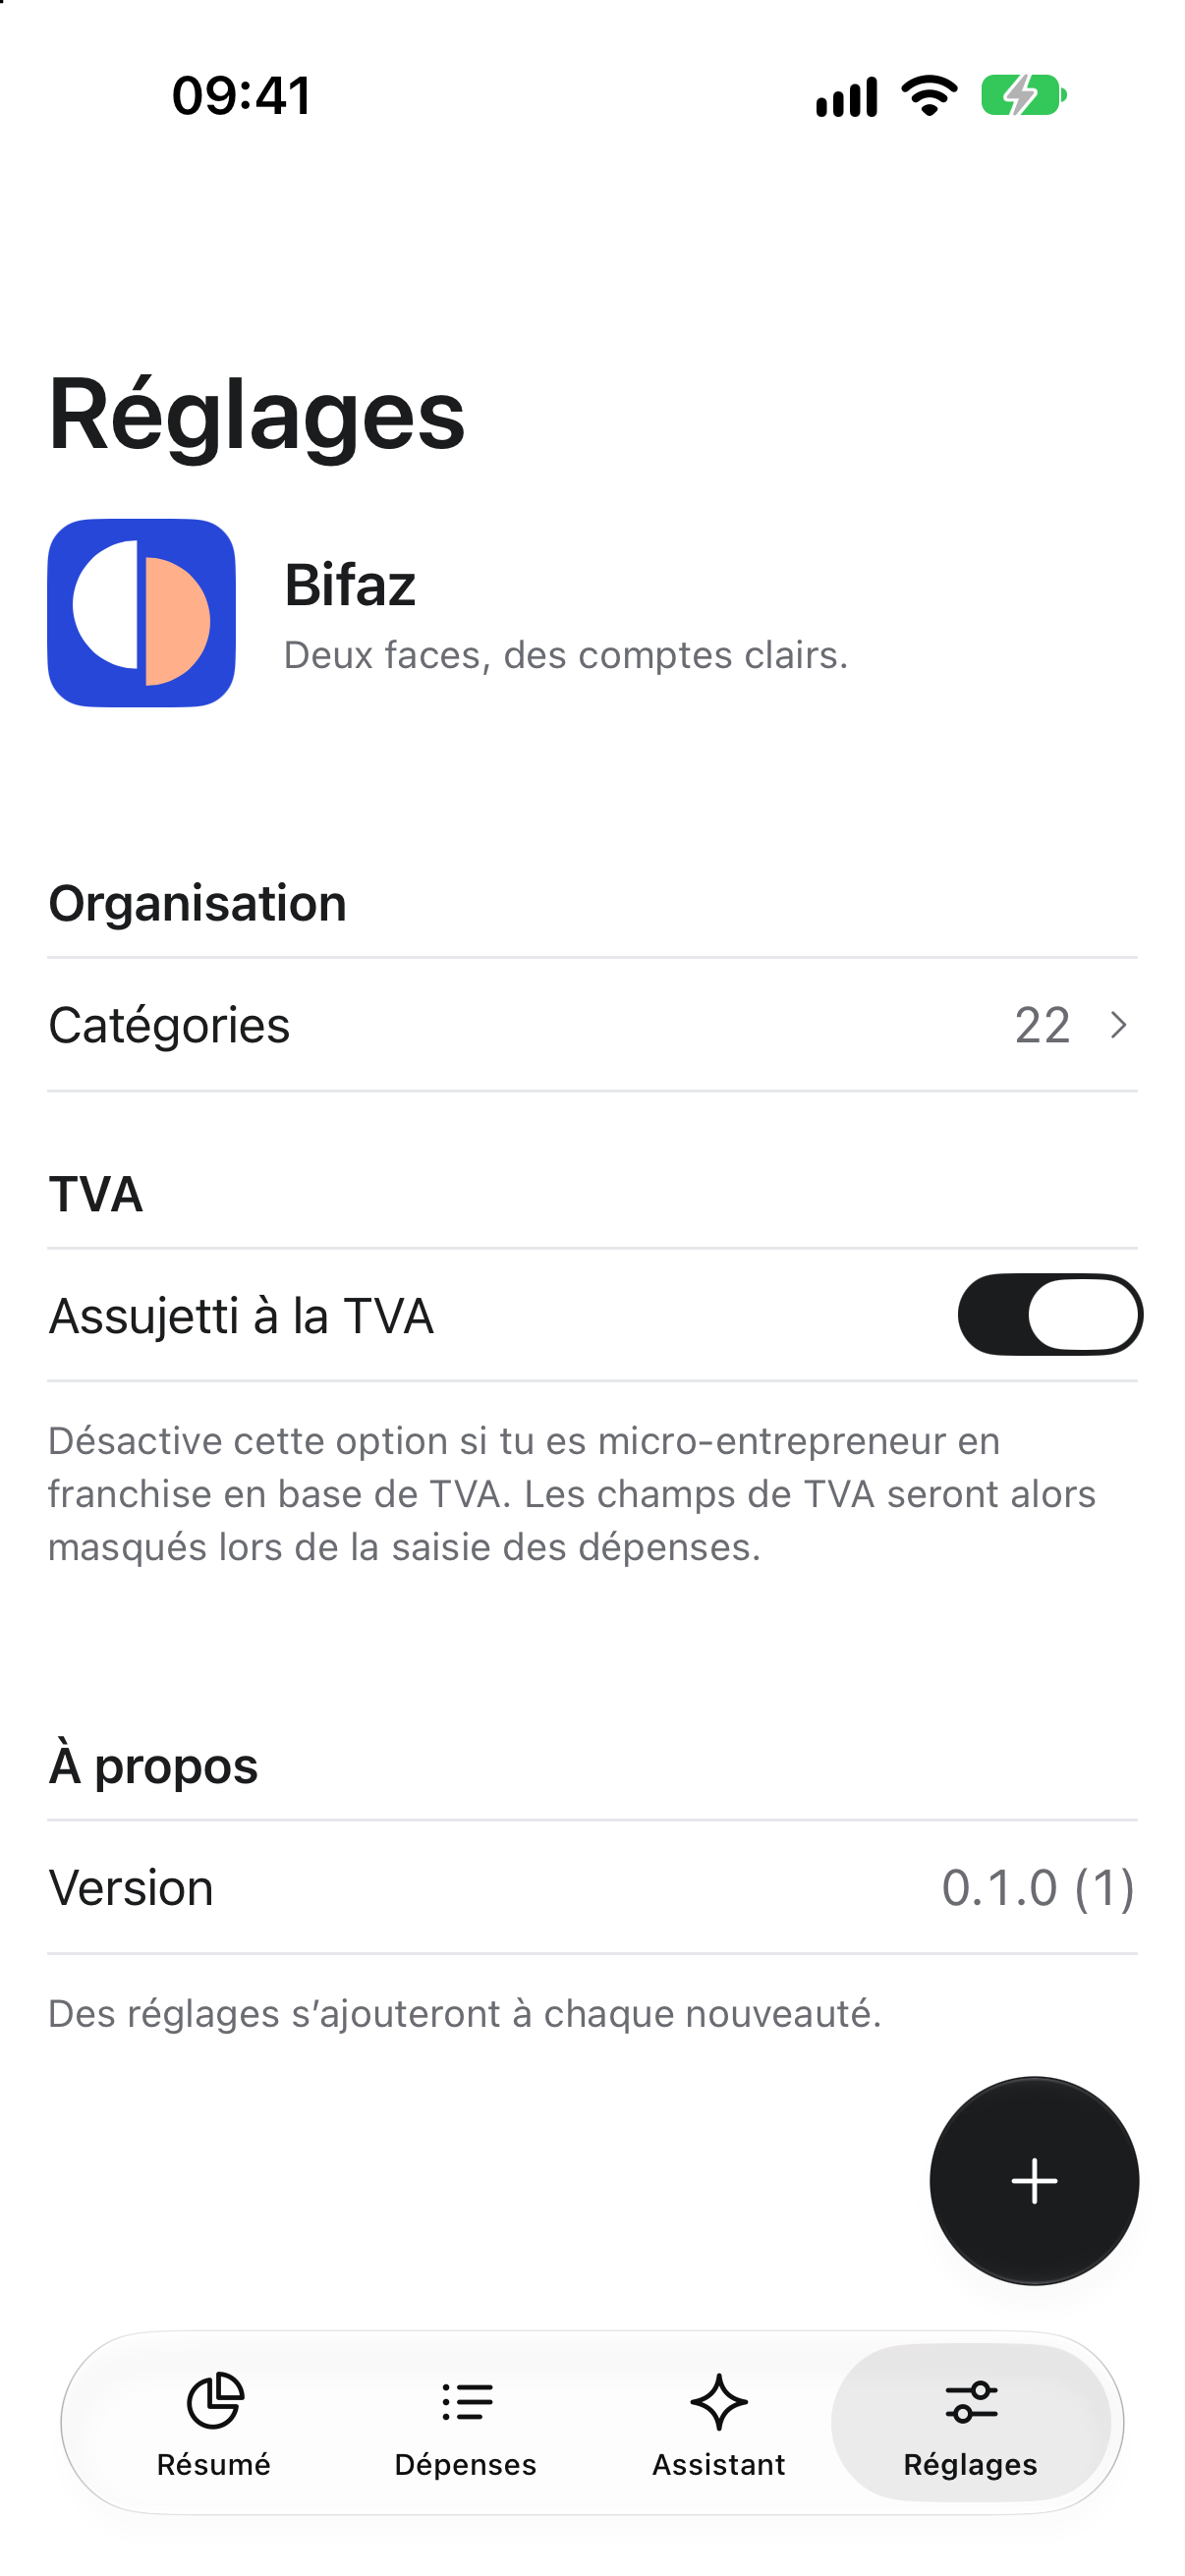 09:41
Réglages
Bifaz
Deux faces, des comptes clairs.
Organisation
Catégories 22
TVA
Assujetti à la TVA
Désactive cette option si tu es micro-entrepreneur en
franchise en base de TVA. Les champs de TVA seront alors
masqués lors de la saisie des dépenses.
À propos
Version 0.1.0 (1)
Des réglages s’ajouteront à chaque nouveauté.
Résumé Dépenses Assistant Réglages